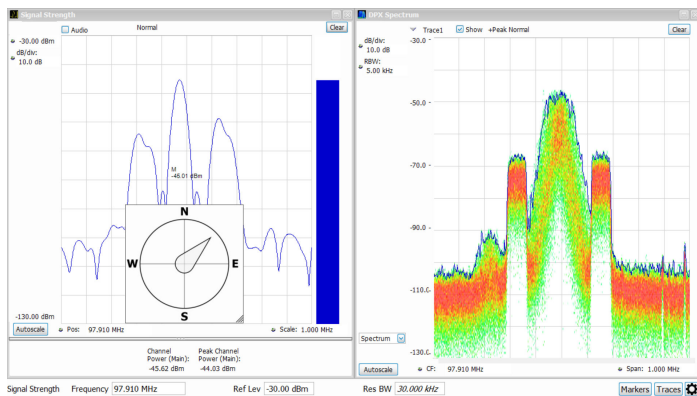 Signal Strength
Audio
Normal
Clear
-30.00 dBm
dB/div:
10.0 dB
M
-46.01 dBm
N
W
E
S
-130.00 dBm
Autoscale
Pos: 97.910 MHz
Scale: 1.000 MHz
Channel
Power (Main):
-45.62 dBm
Peak Channel
Power (Main):
-44.03 dBm
DPX Spectrum
Trace1
Show
+Peak Normal
Clear
dB/div:
10.0 dB
RBW:
5.00 kHz
-30.0
-50.0
-70.0
-90.0
-110.0
-130.0
Spectrum
Autoscale
CF: 97.910 MHz
Span: 1.000 MHz
Signal Strength Frequency 97.910 MHz Ref Lev -30.00 dBm Res BW 30.000 kHz Markers Traces